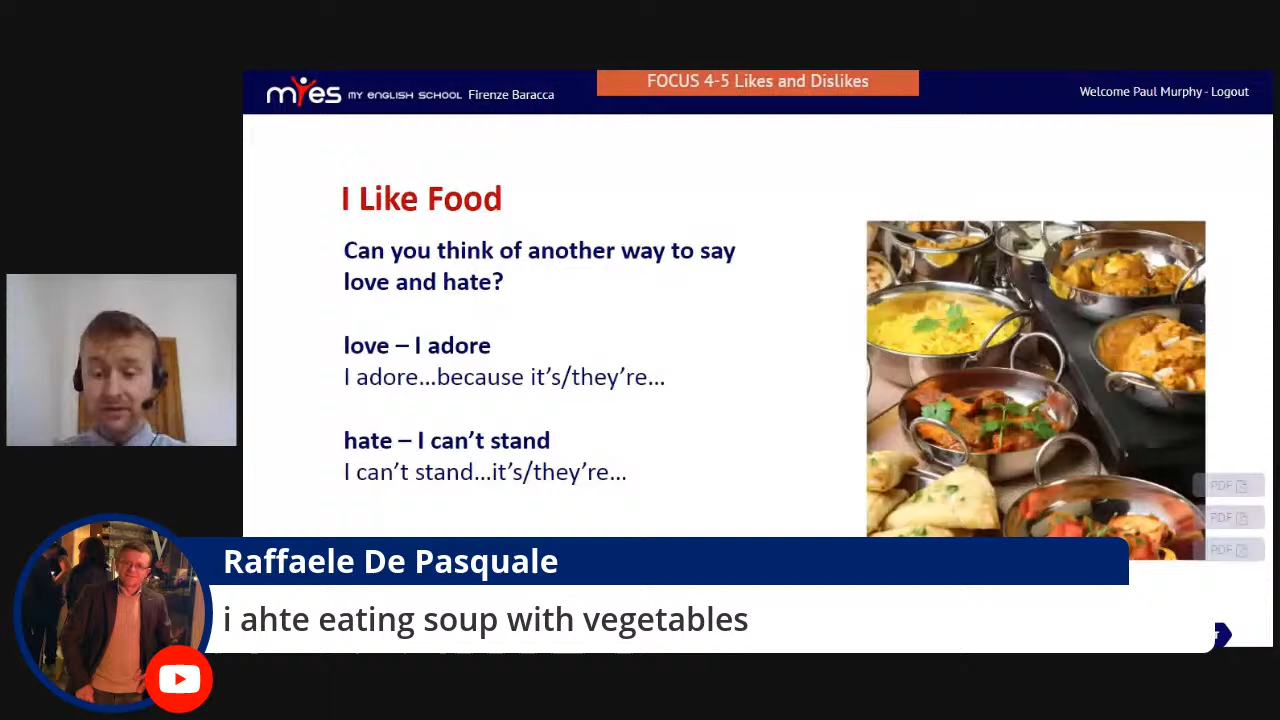 FOCUS 4-5 Likes and Dislikes
myes MY ENGLISH SCHOOL Firenze Baracca
Welcome Paul Murphy - Logout
I Like Food
Can you think of another way to say
love and hate?
love – I adore
I adore...because it's/they're...
hate – I can't stand
I can't stand...it's/they're...
PDF
PDF
PDF
Raffaele De Pasquale
i ahte eating soup with vegetables